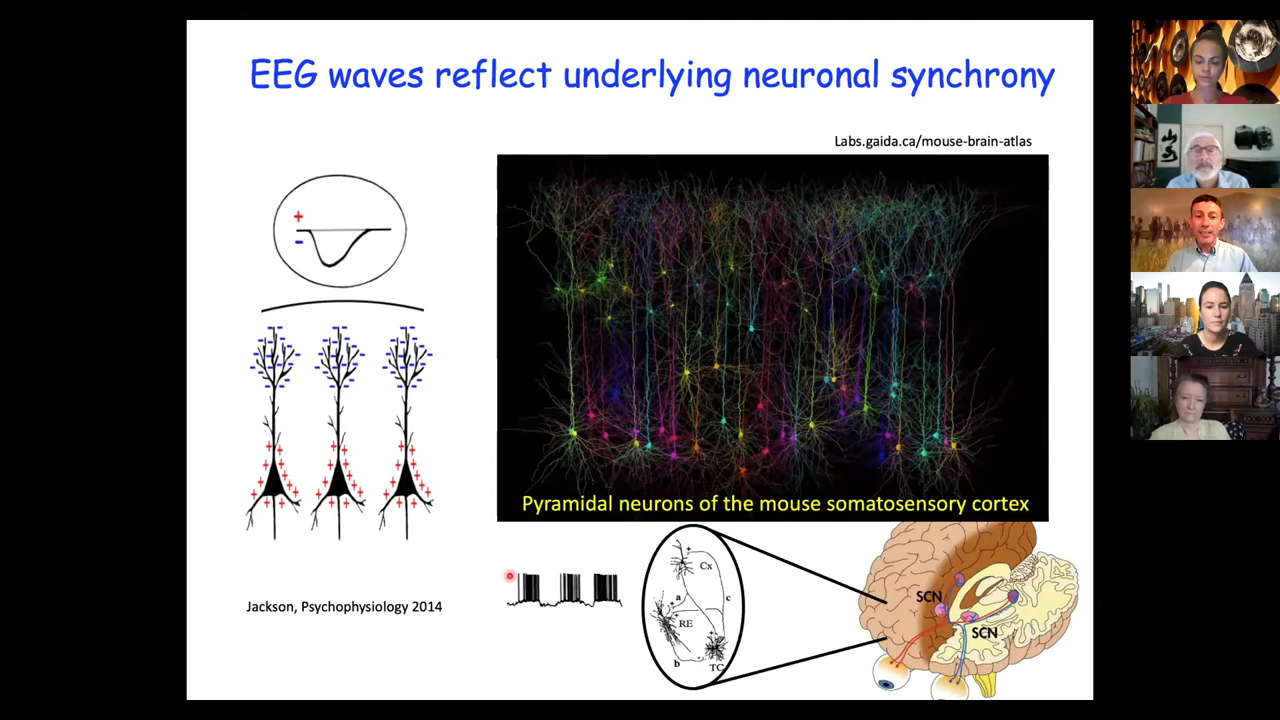 EEG waves reflect underlying neuronal synchrony
Labs.gaida.ca/mouse-brain-atlas
+
-
Pyramidal neurons of the mouse somatosensory cortex
Jackson, Psychophysiology 2014
Cx
a
c
RE
b
TC
SCN
SCN